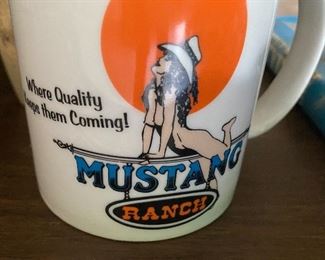 Where Quality
Keeps them Coming!
MUSTANG
RANCH